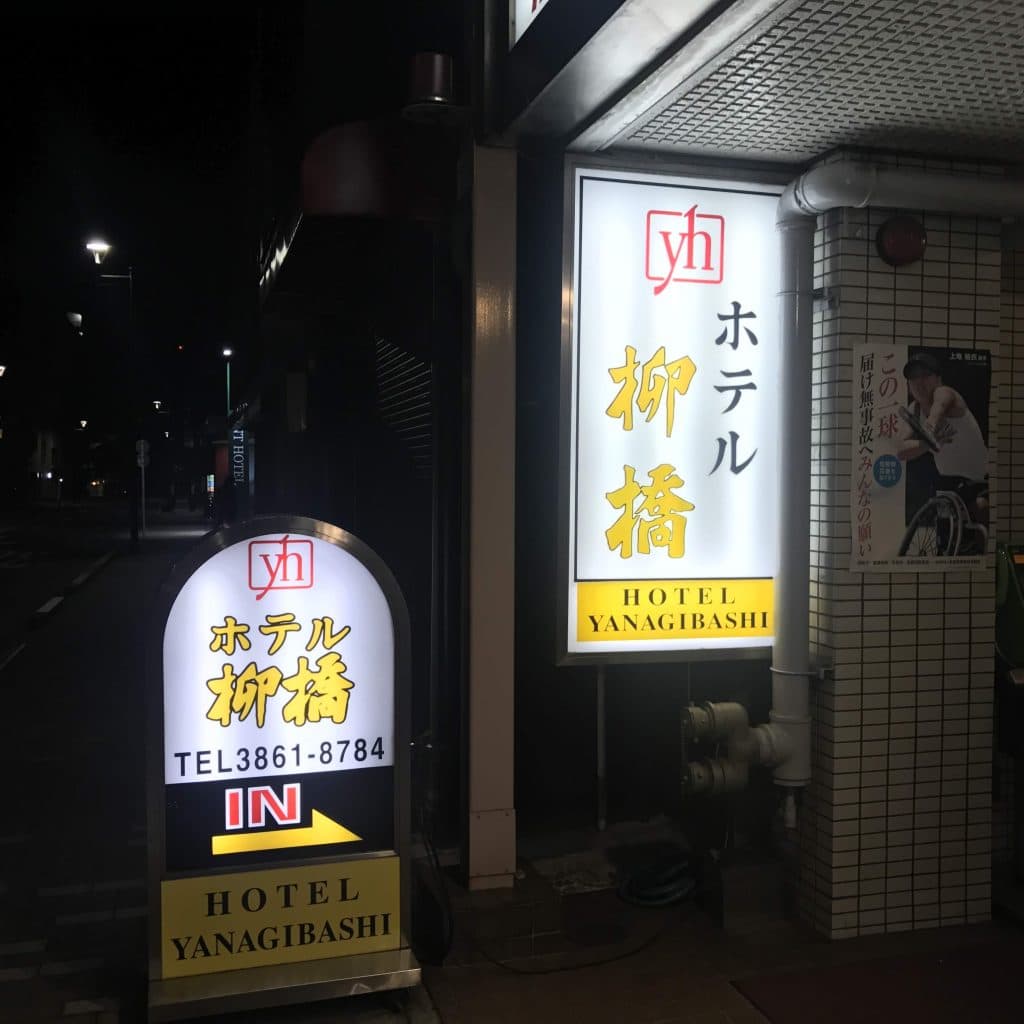 yh
ホテル
柳橋
HOTEL
YANAGIBASHI
yh
ホテル
柳橋
TEL3861-8784
IN
HOTEL
YANAGIBASHI
この一球
届け無事故へみんなの願い
HOTEL